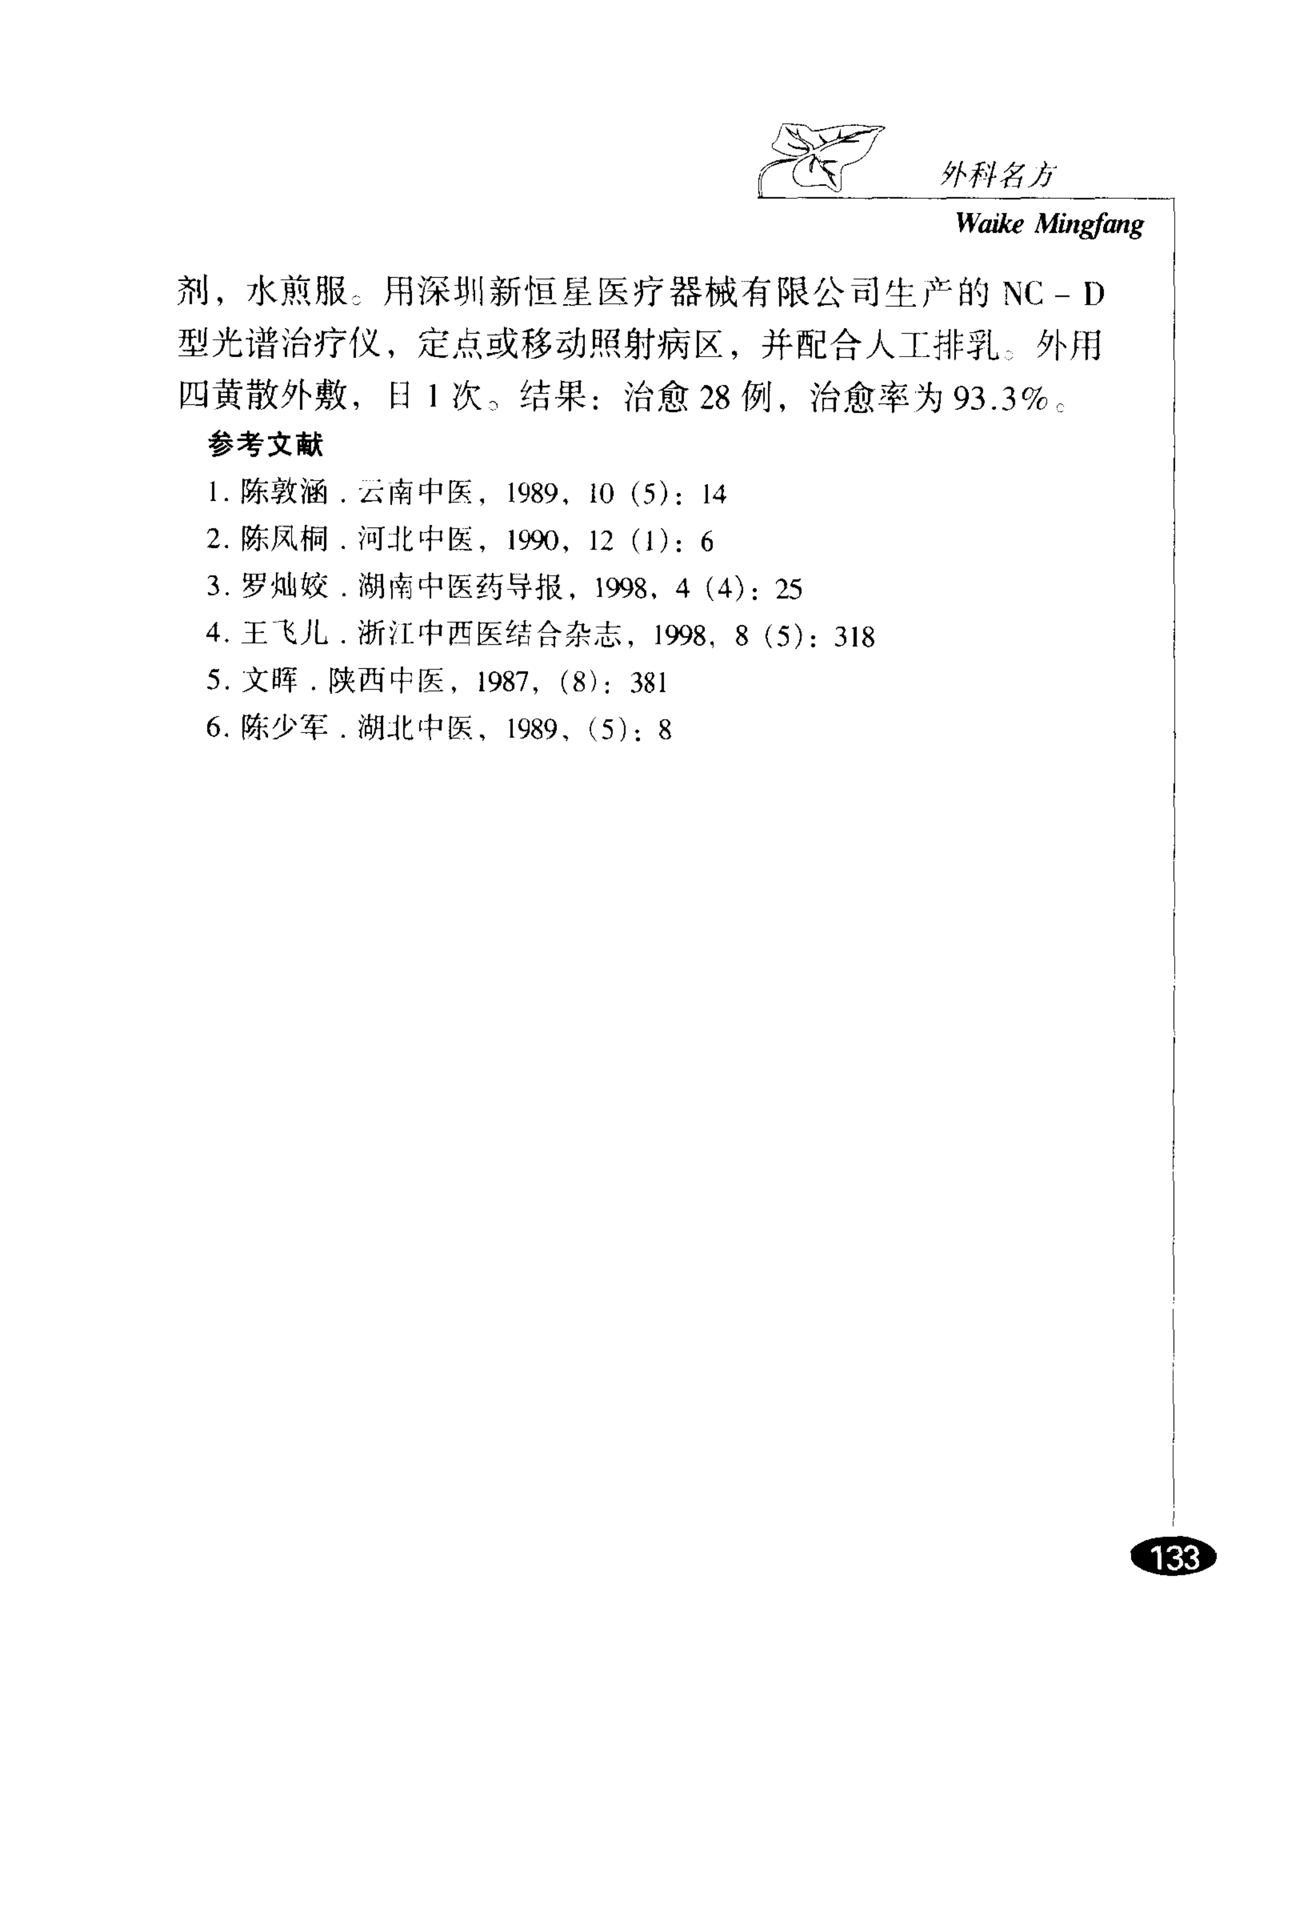 外科名方
Waike Mingfang
剂，水煎服。用深圳新恒星医疗器械有限公司生产的 NC－D
型光谱治疗仪，定点或移动照射病区，并配合人工排乳。外用
四黄散外敷，日 1 次。结果：治愈 28 例，治愈率为 93.3%。
参考文献
1. 陈敦涵．云南中医，1989，10（5）：14
2. 陈凤桐．河北中医，1990，12（1）：6
3. 罗灿姣．湖南中医药导报，1998，4（4）：25
4. 王飞儿．浙江中西医结合杂志，1998，8（5）：318
5. 文晖．陕西中医，1987，（8）：381
6. 陈少军．湖北中医，1989，（5）：8
133